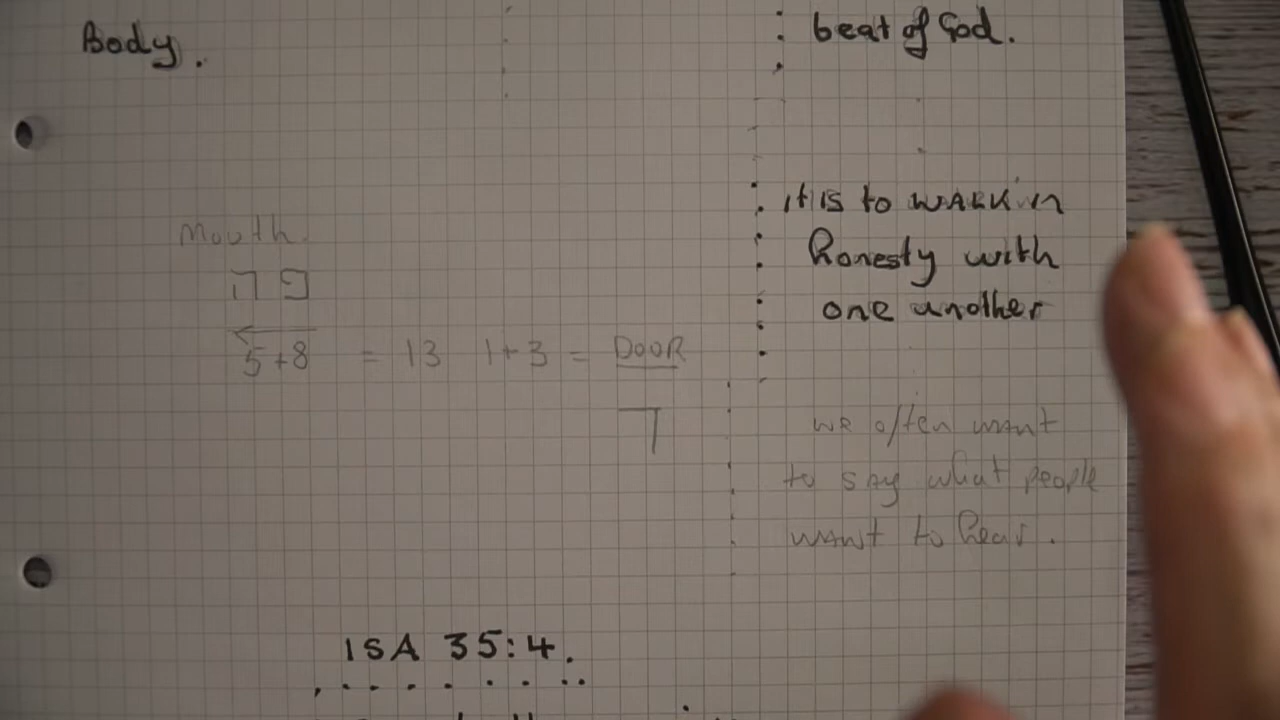 Body.
beat of God.
it is to WALK in
honesty with
one another
Mouth.
הפ
5+8 = 13 1+3 = DOOR
ד
we often want
to say what people
want to hear.
ISA 35:4.